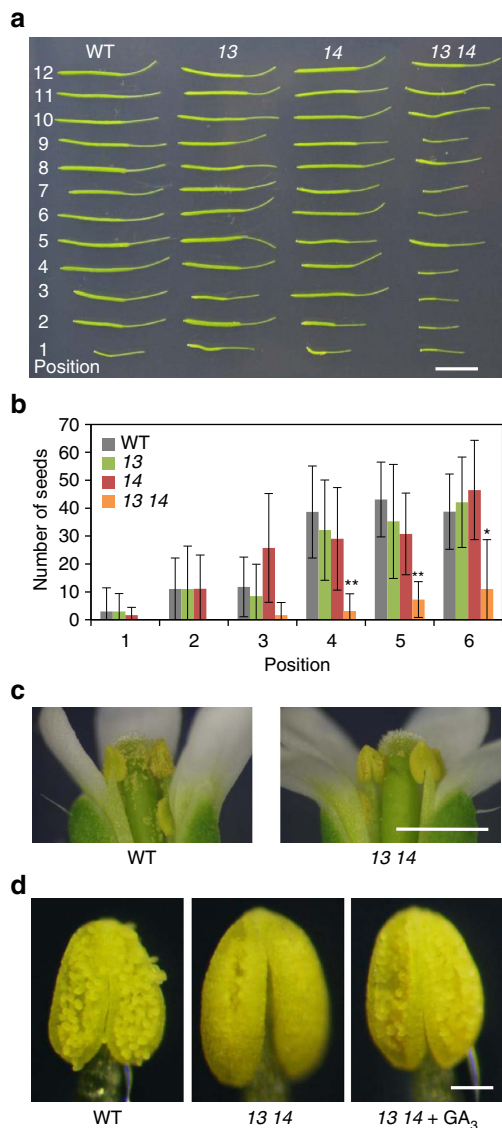 a
WT 13 14 13 14
12
11
10
9
8
7
6
5
4
3
2
1
Position
b
70
60
50
40
30
20
10
0
Number of seeds
WT
13
14
13 14
**
**
*
1 2 3 4 5 6
Position
c
WT 13 14
d
WT 13 14 13 14 + GA₃